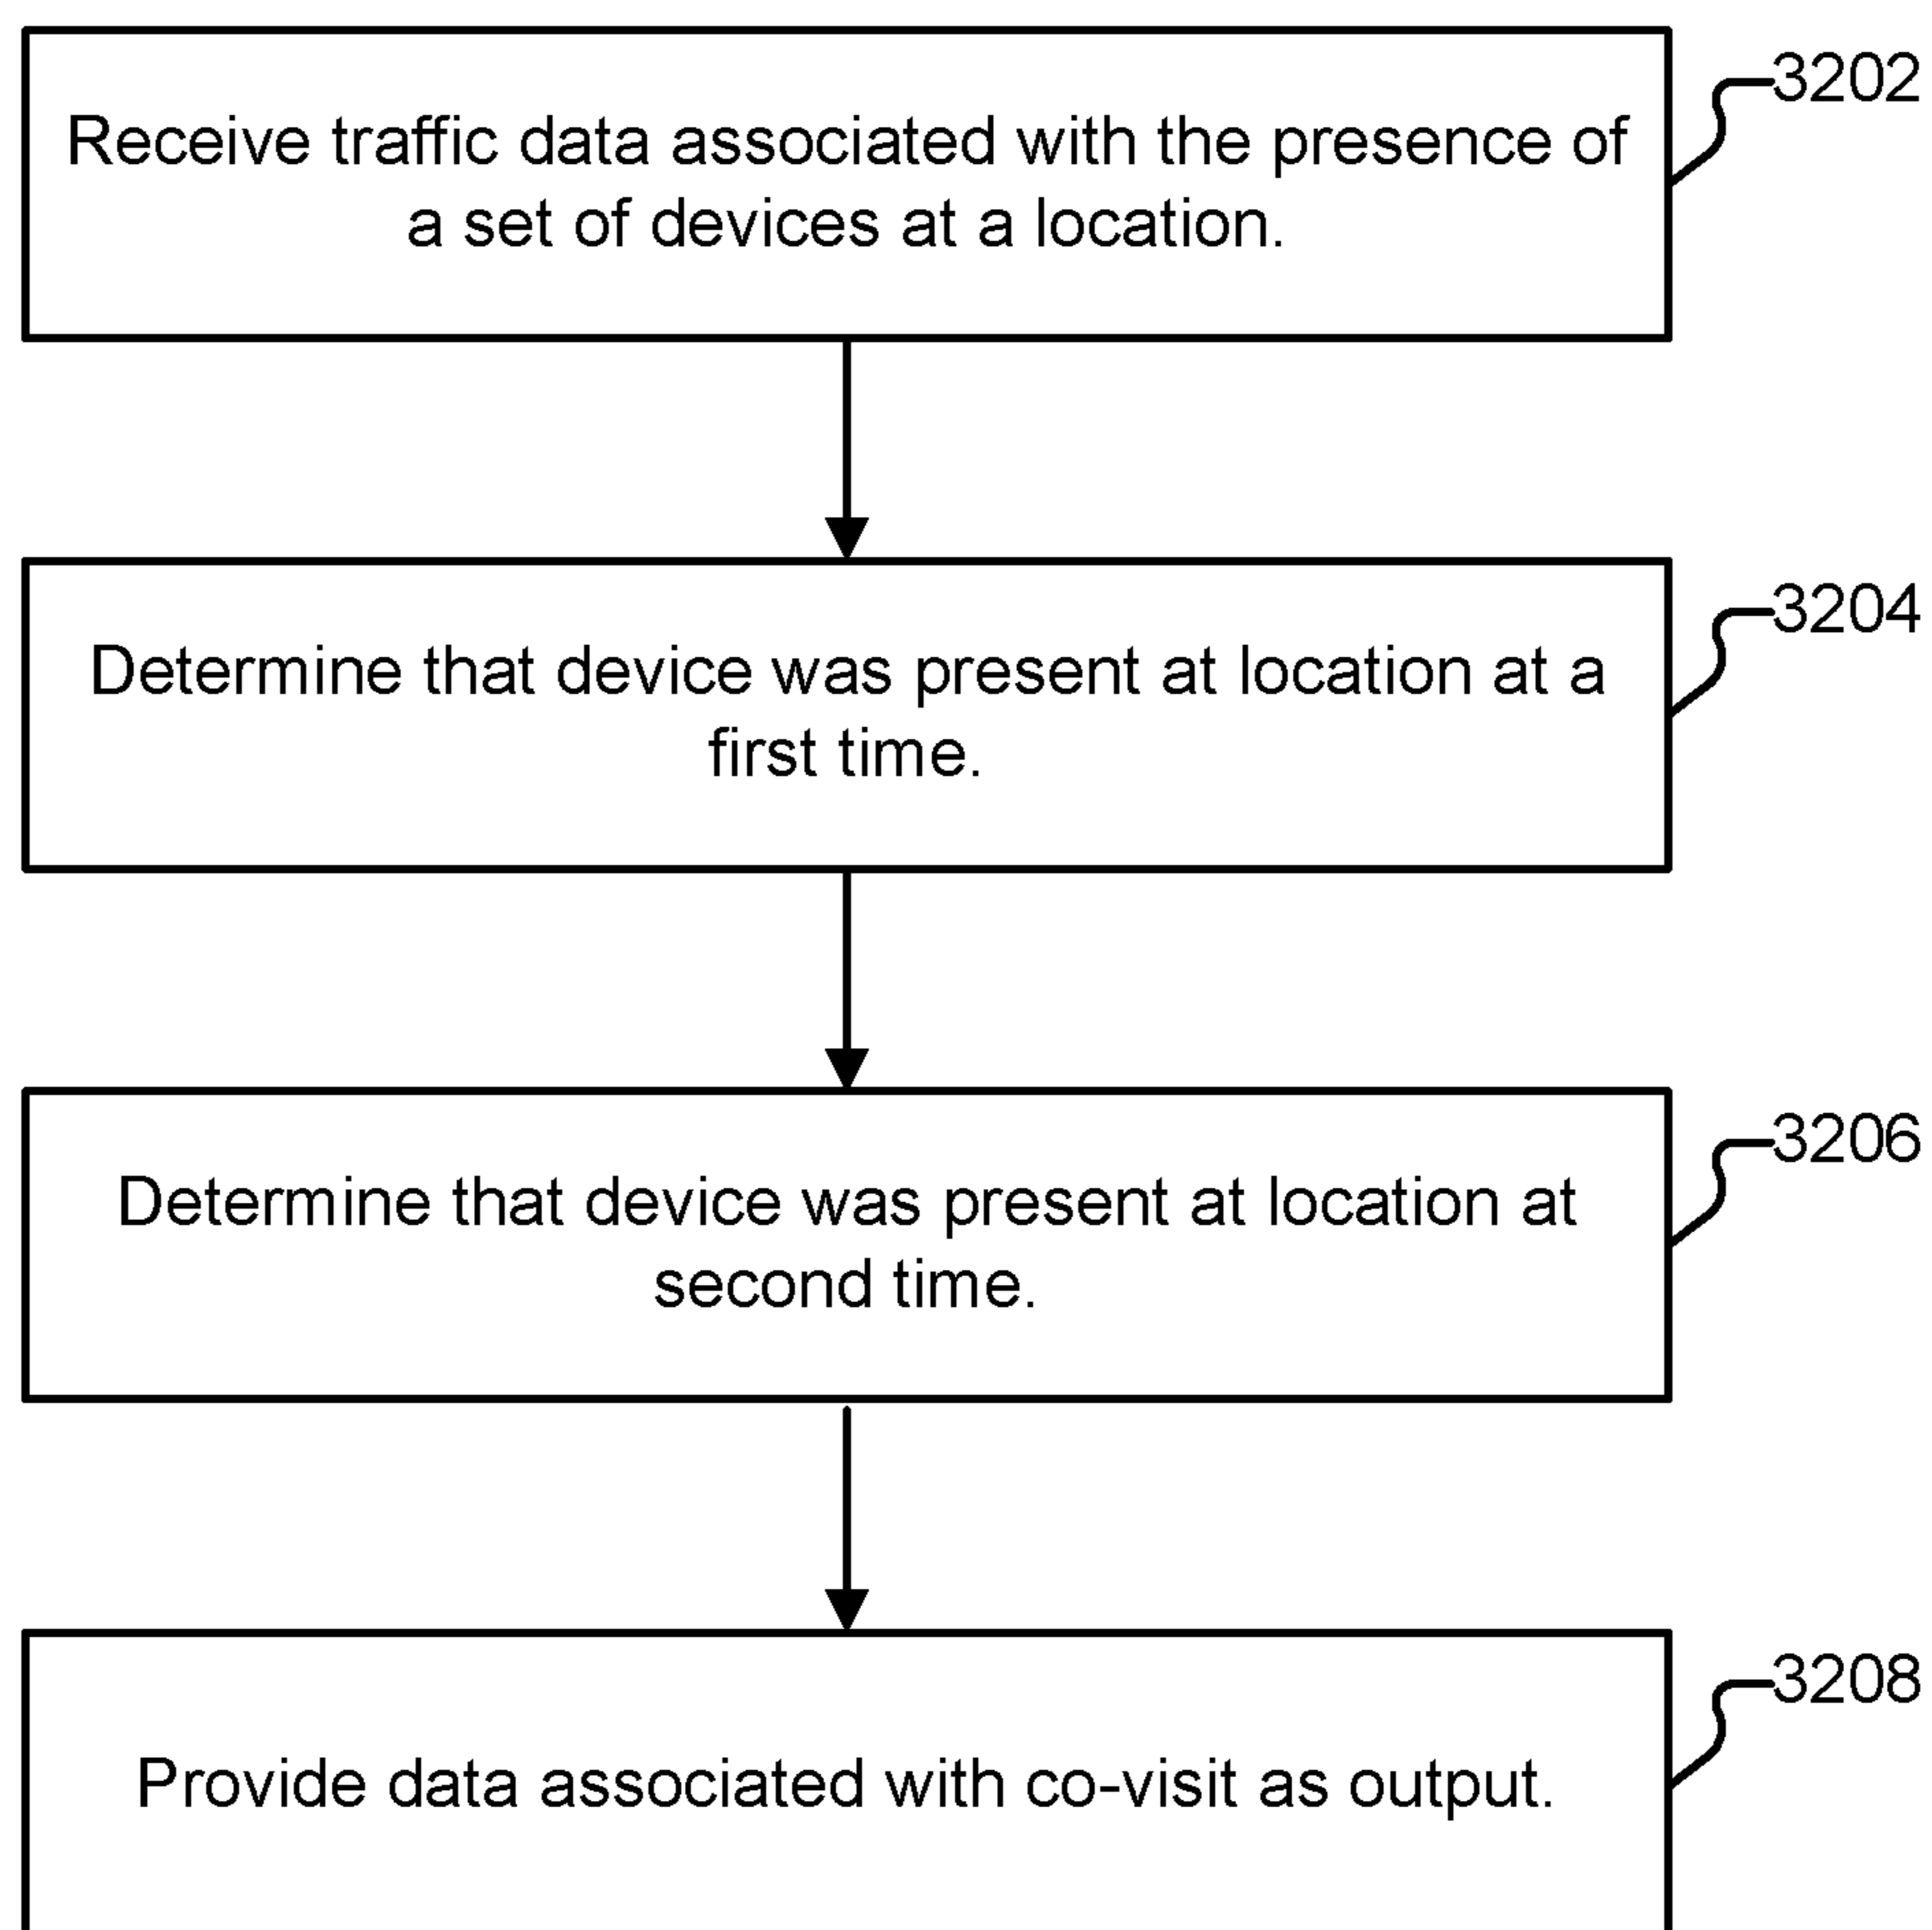 3202
Receive traffic data associated with the presence of
a set of devices at a location.
3204
Determine that device was present at location at a
first time.
3206
Determine that device was present at location at
second time.
3208
Provide data associated with co-visit as output.